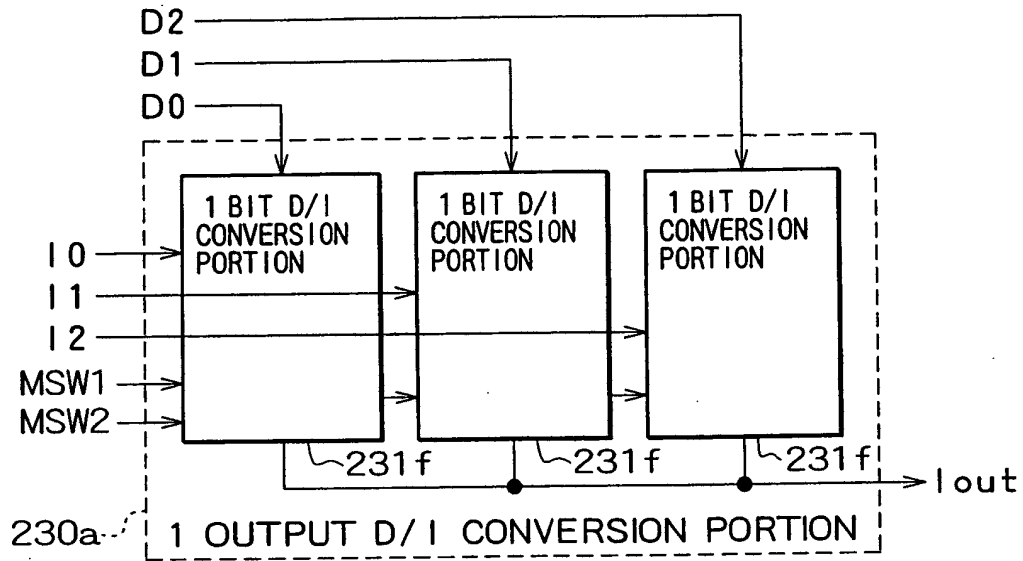 D2
D1
D0
1 BIT D/I CONVERSION PORTION
1 BIT D/I CONVERSION PORTION
1 BIT D/I CONVERSION PORTION
I0
I1
I2
MSW1
MSW2
231f
231f
231f
Iout
230a
1 OUTPUT D/I CONVERSION PORTION